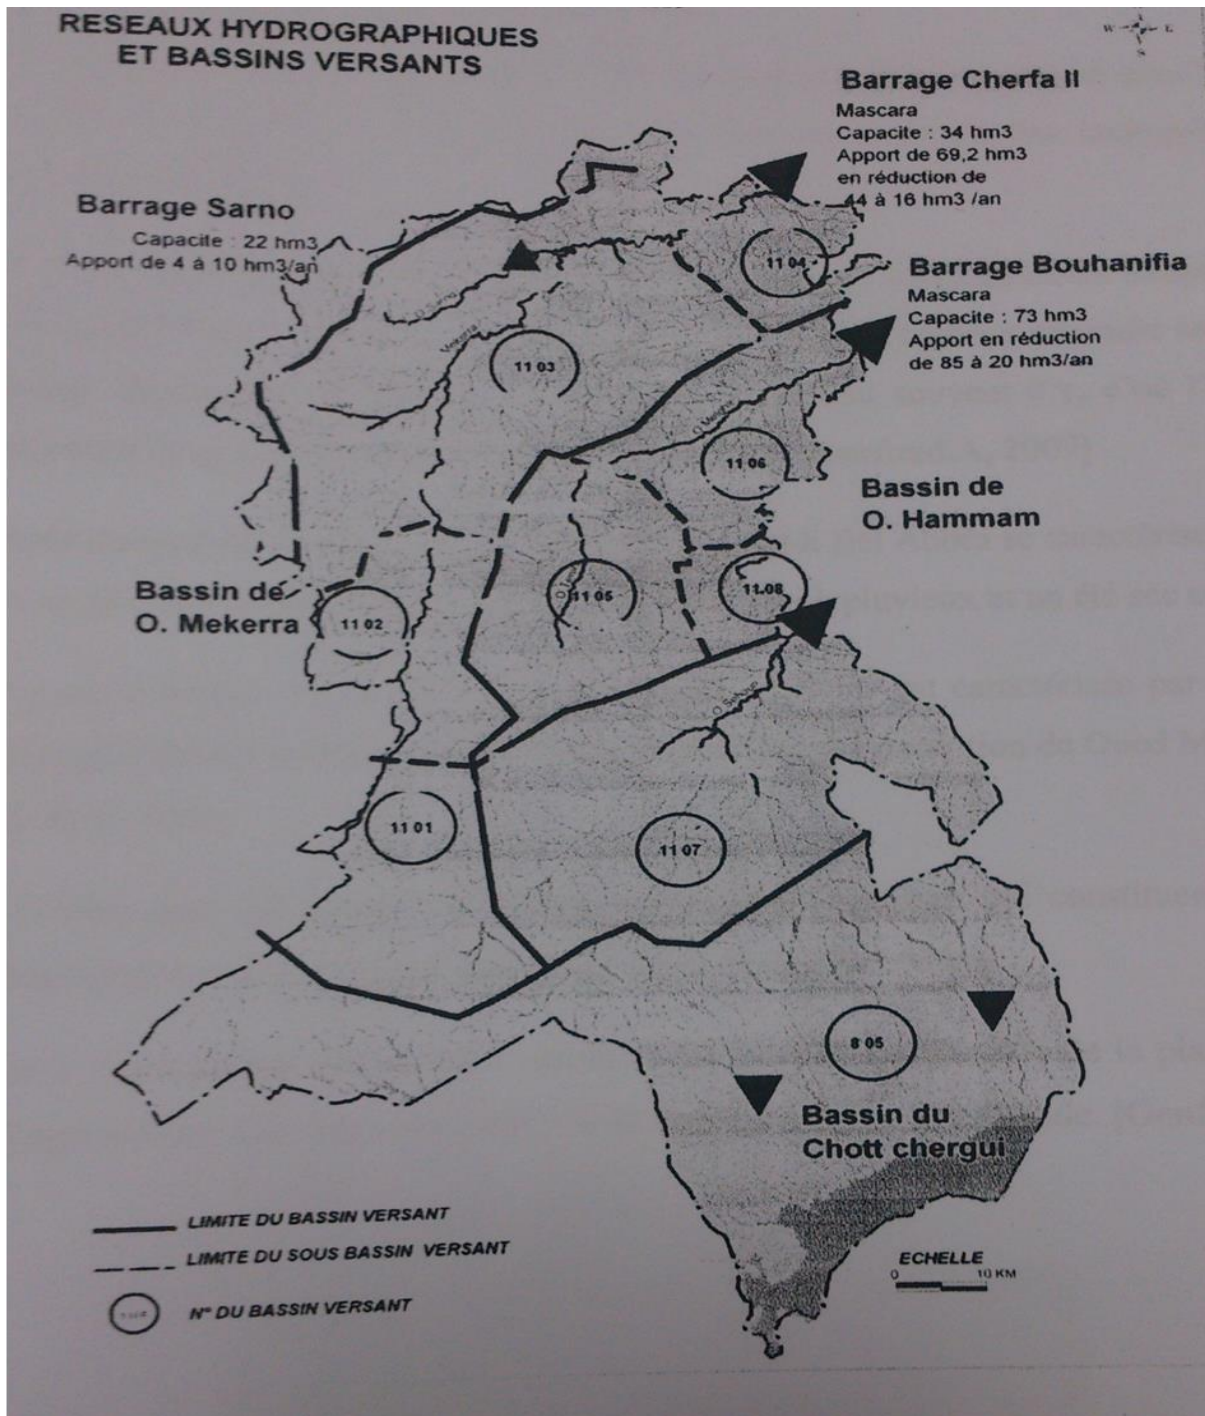 RESEAUX HYDROGRAPHIQUES
ET BASSINS VERSANTS
W E
S
Barrage Cherfa II
Mascara
Capacite : 34 hm3
Apport de 69,2 hm3
en réduction de
44 à 16 hm3 /an
Barrage Sarno
Capacite : 22 hm3
Apport de 4 à 10 hm3/an
11 04
Barrage Bouhanifia
Mascara
Capacite : 73 hm3
Apport en réduction
de 85 à 20 hm3/an
Mekerra
11 03
11 06
Bassin de
O. Hammam
Bassin de
O. Mekerra
11 02
11 05
11.08
11 01
11 07
8 05
Bassin du
Chott chergui
LIMITE DU BASSIN VERSANT
LIMITE DU SOUS BASSIN VERSANT
N° DU BASSIN VERSANT
ECHELLE
0 10 KM